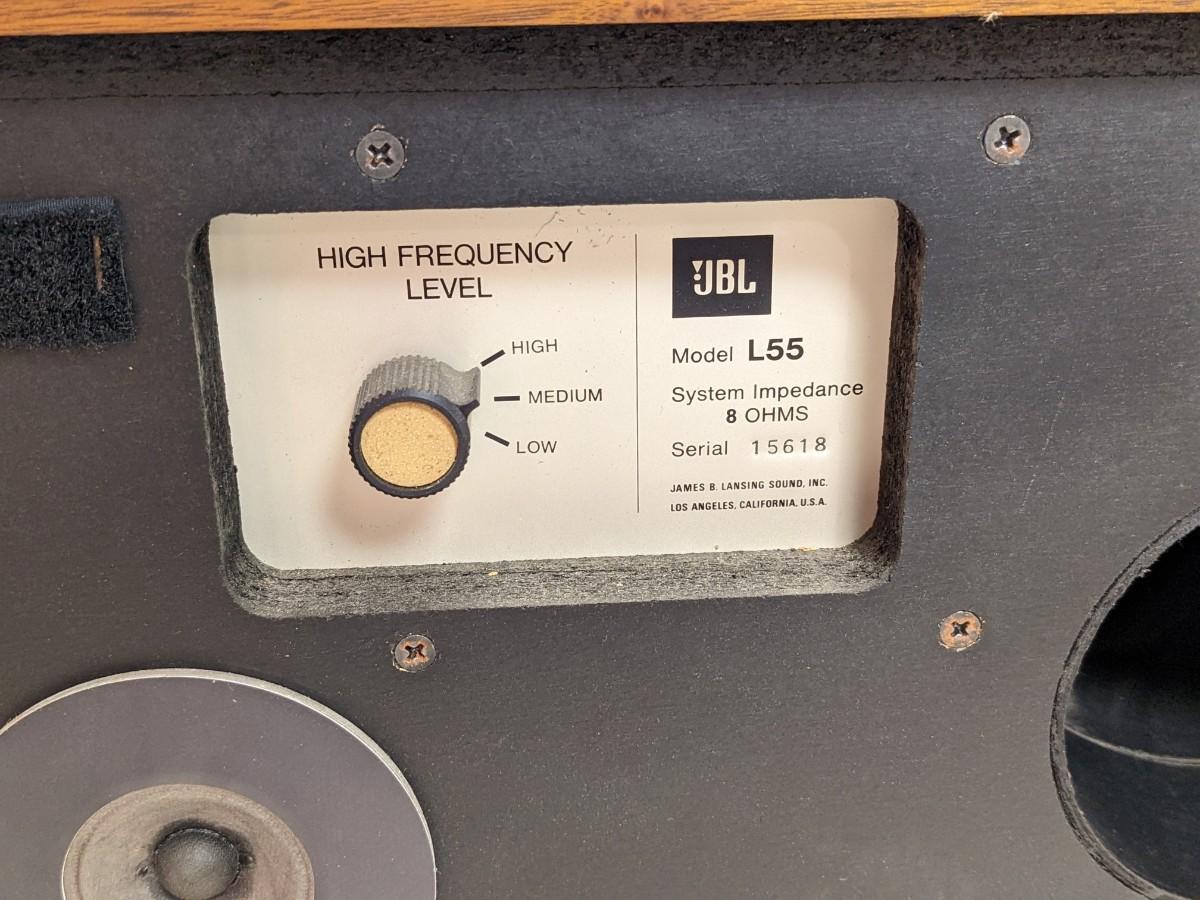 HIGH FREQUENCY
LEVEL
HIGH
MEDIUM
LOW
JBL
Model L55
System Impedance
8 OHMS
Serial 15618
JAMES B. LANSING SOUND, INC.
LOS ANGELES, CALIFORNIA, U.S.A.